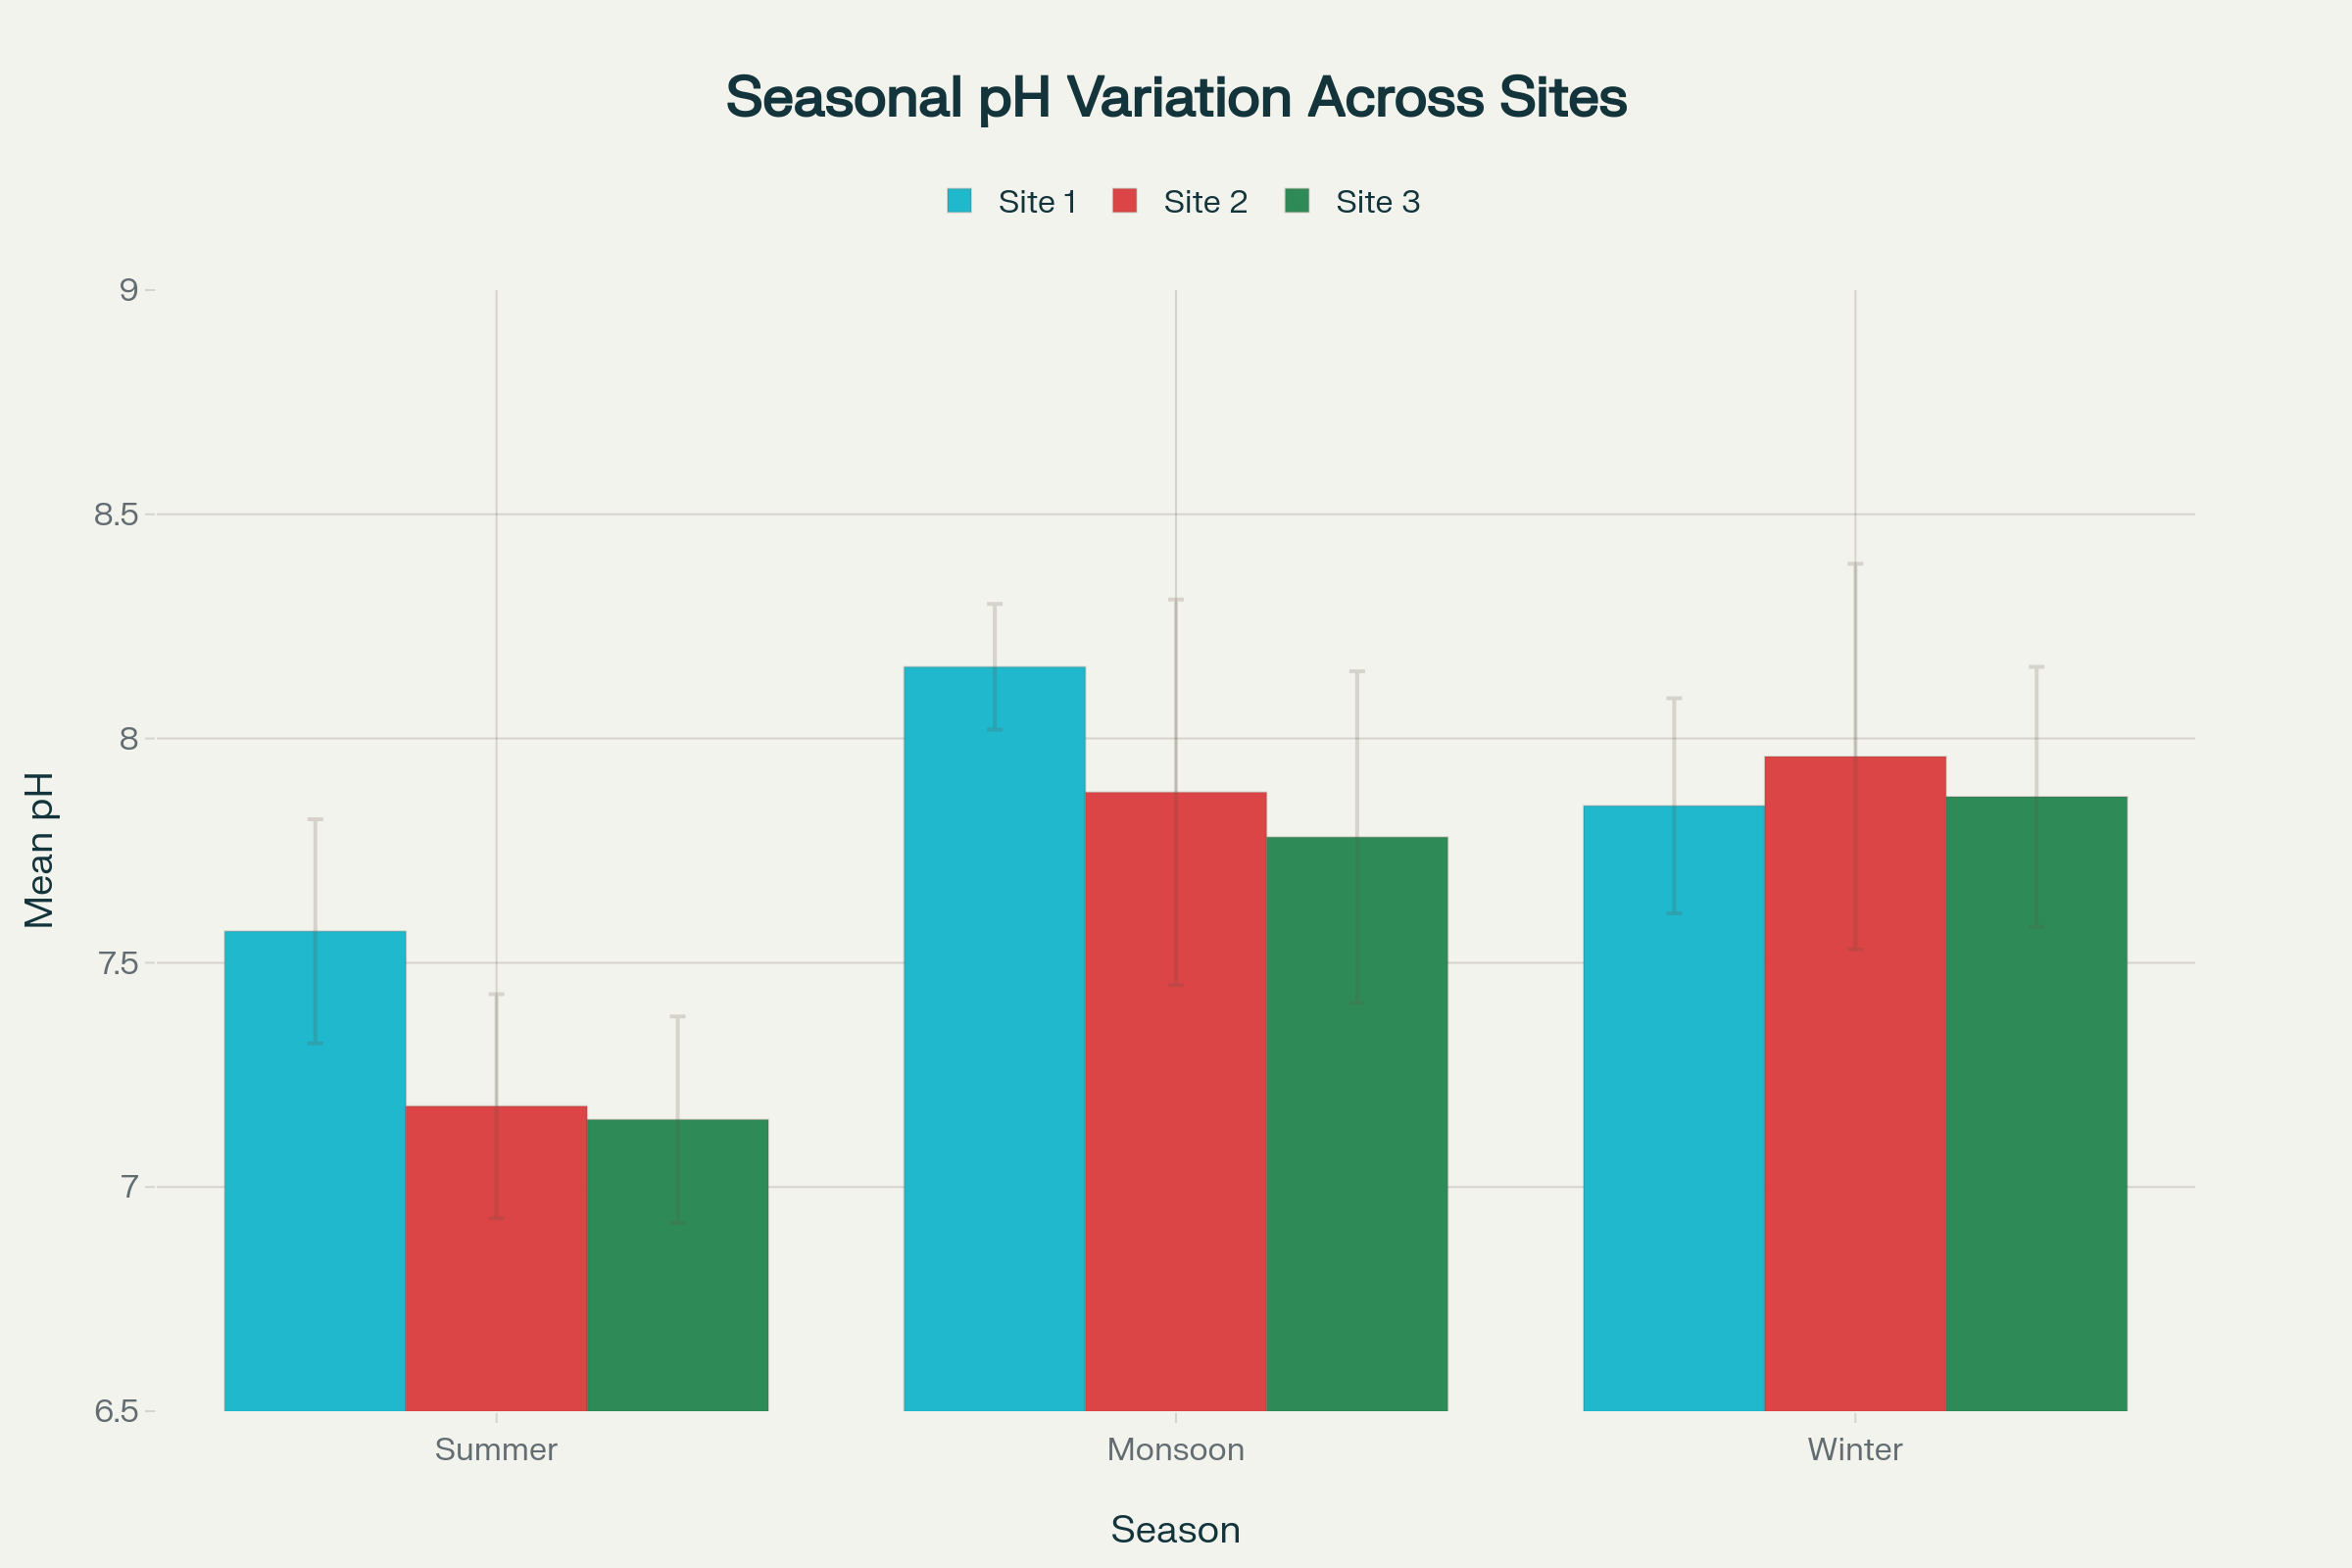 Seasonal pH Variation Across Sites
Site 1 Site 2 Site 3
9
8.5
8
7.5
7
6.5
Mean pH
Summer Monsoon Winter
Season